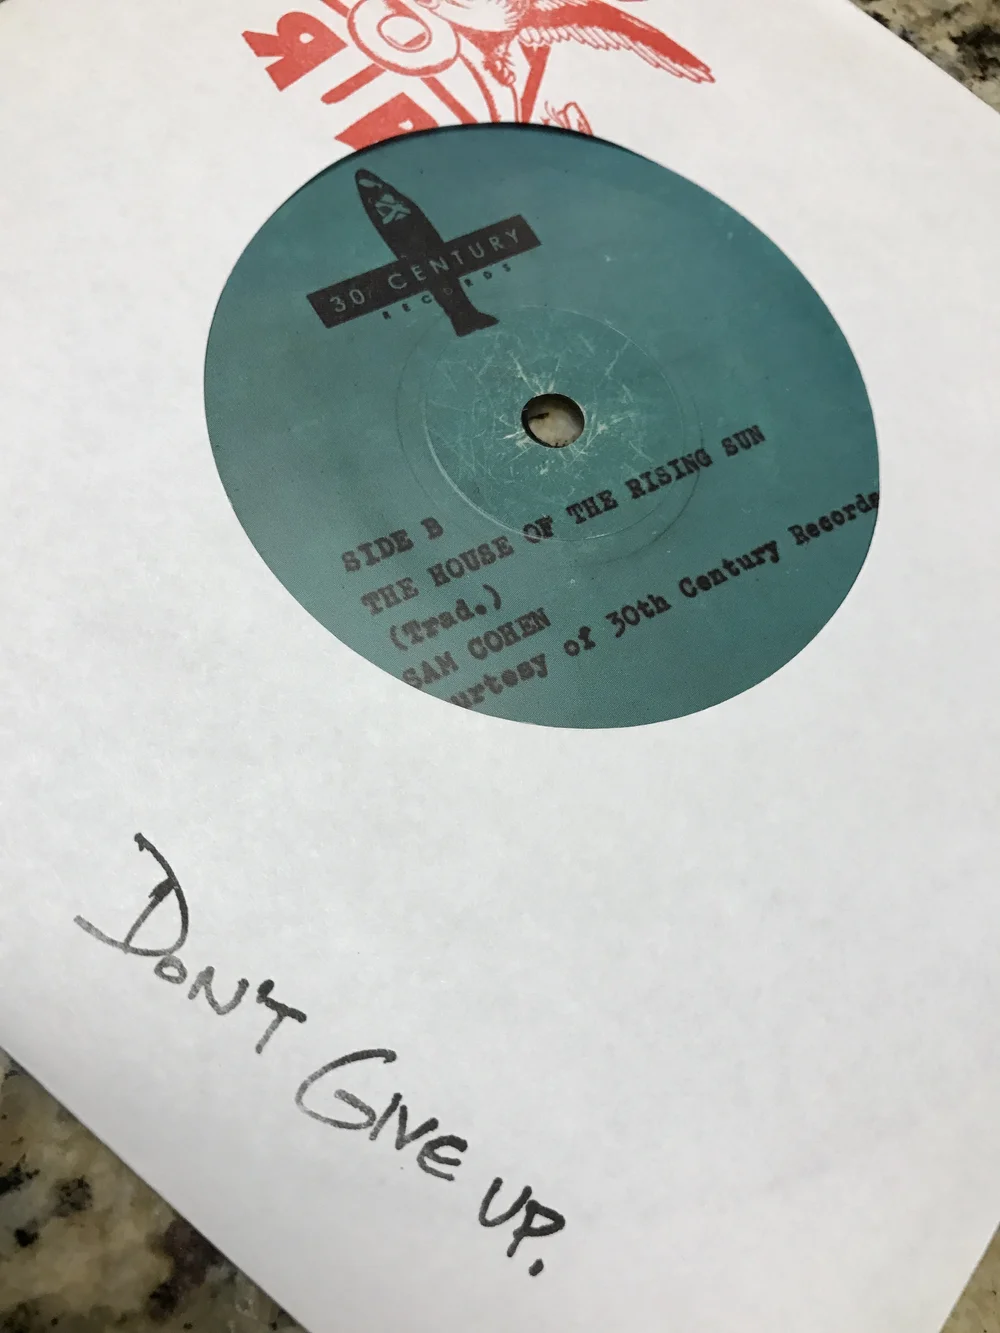 30 CENTURY
RECORDS
SIDE B
THE HOUSE OF THE RISING SUN
(Trad.)
SAM COHEN
urtesy of 30th Century Records
DON'T GIVE UP.